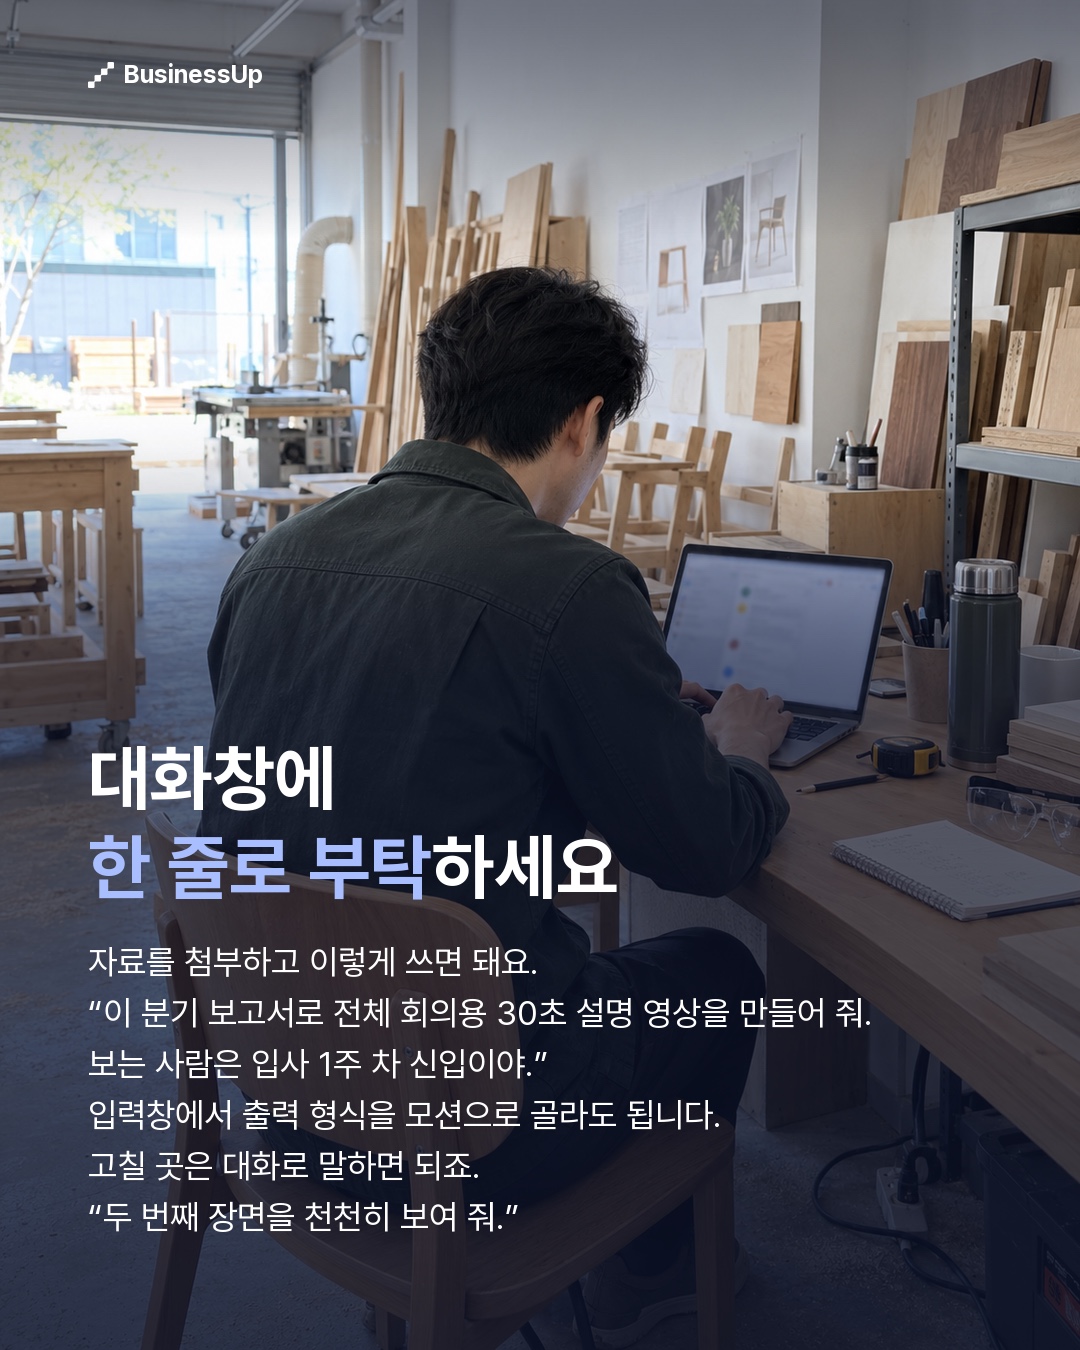 BusinessUp
대화창에
한 줄로 부탁하세요
자료를 첨부하고 이렇게 쓰면 돼요.
“이 분기 보고서로 전체 회의용 30초 설명 영상을 만들어 줘.
보는 사람은 입사 1주 차 신입이야.”
입력창에서 출력 형식을 모션으로 골라도 됩니다.
고칠 곳은 대화로 말하면 되죠.
“두 번째 장면을 천천히 보여 줘.”